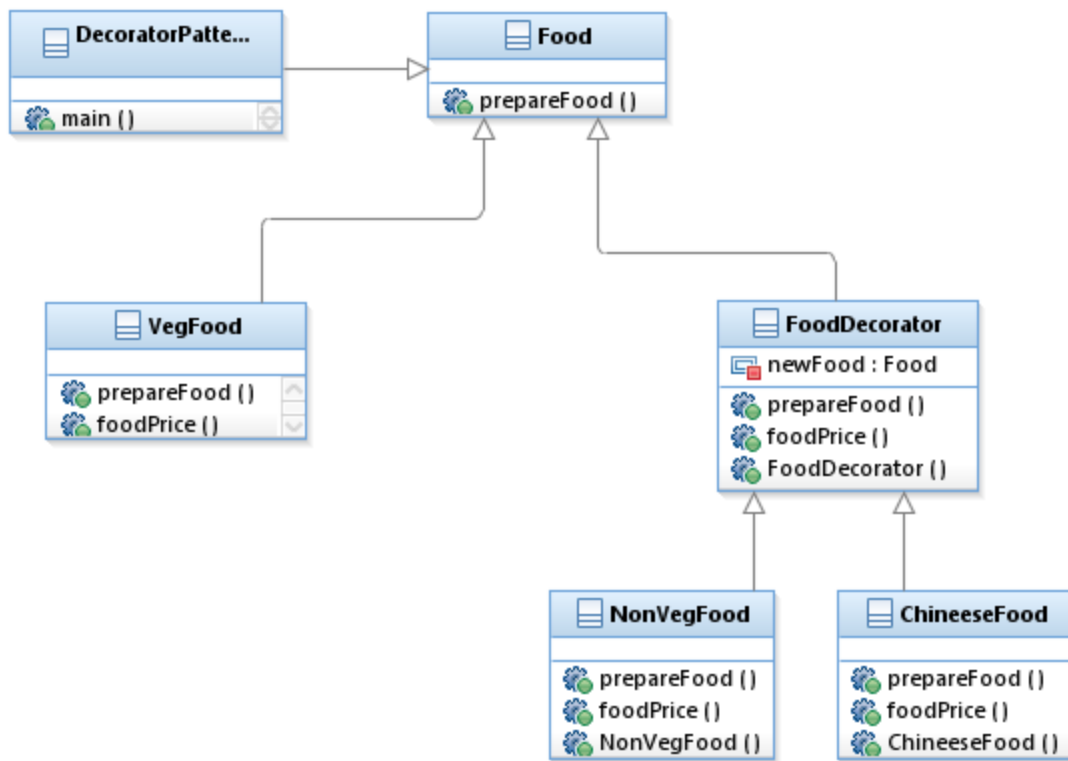 DecoratorPatte...
main ()
Food
prepareFood ()
VegFood
prepareFood ()
foodPrice ()
FoodDecorator
newFood : Food
prepareFood ()
foodPrice ()
FoodDecorator ()
NonVegFood
prepareFood ()
foodPrice ()
NonVegFood ()
ChineeseFood
prepareFood ()
foodPrice ()
ChineeseFood ()